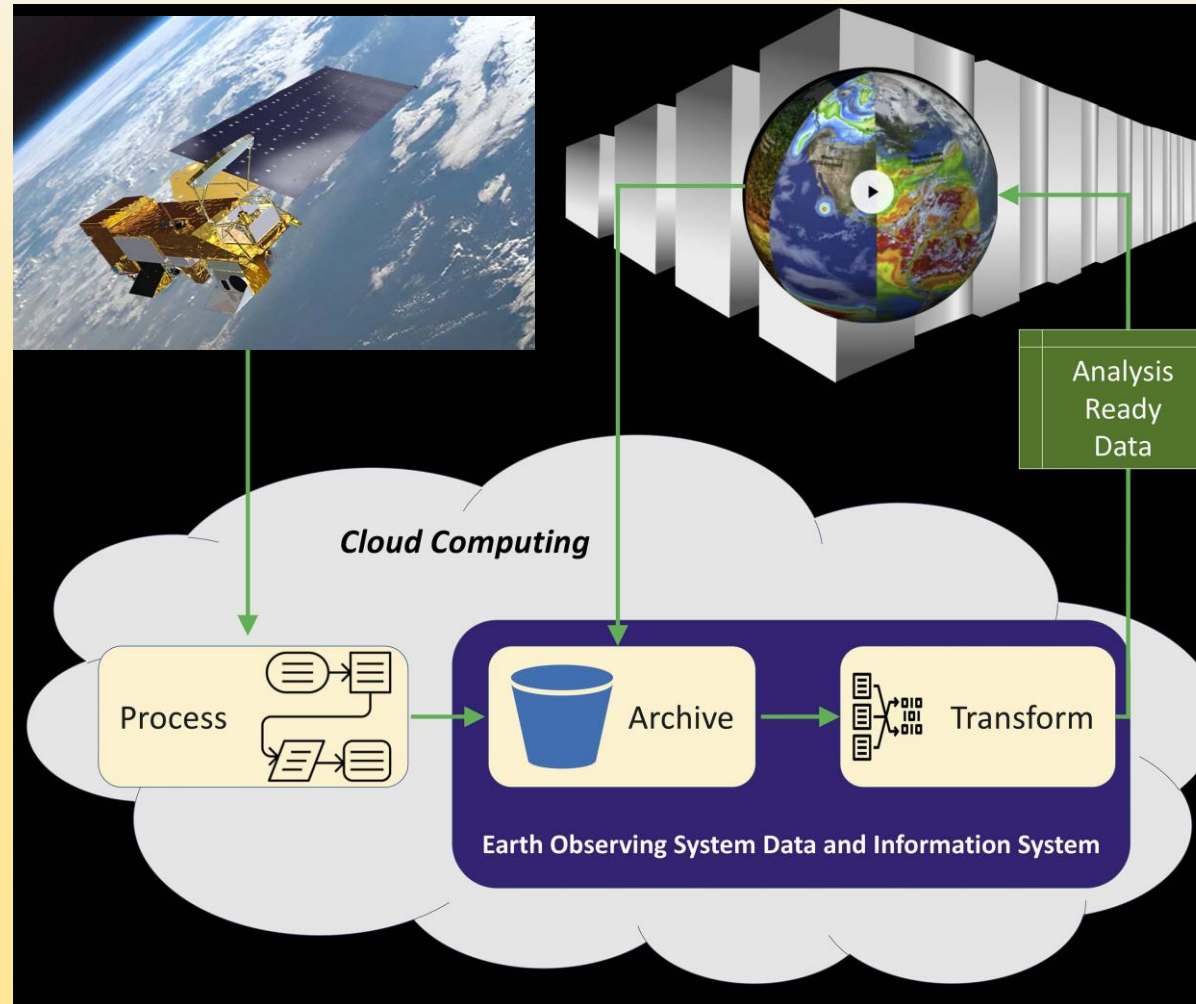 Analysis
Ready
Data
Cloud Computing
Process
Archive
Transform
Earth Observing System Data and Information System